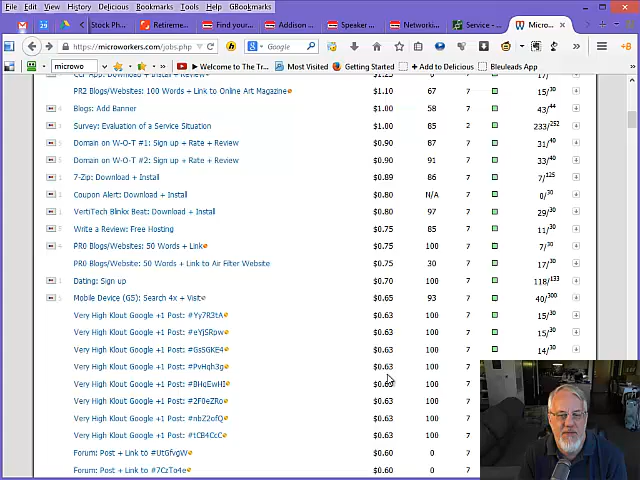 File Edit View History Delicious Bookmarks Tools Help GBookmarks
Stock Ph... Retireme... Find your... Addison ... Speaker ... Networki... Service - ... Micro...
https://microworkers.com/jobs.php Google
microwo ► Welcome to The Tr... Most Visited Getting Started Add to Delicious Bleuleads App
PR2 Blogs/Websites: 100 Words + Link to Online Art Magazine $1.10 67 7 15/30
Blogs: Add Banner $1.00 58 7 43/44
Survey: Evaluation of a Service Situation $1.00 85 2 233/252
Domain on W-O-T #1: Sign up + Rate + Review $0.90 87 7 31/40
Domain on W-O-T #2: Sign up + Rate + Review $0.90 91 7 33/40
7-Zip: Download + Install $0.89 86 7 7/125
Coupon Alert: Download + Install $0.80 N/A 7 0/30
VertiTech Blinkx Beat: Download + Install $0.80 97 7 29/30
Write a Review: Free Hosting $0.75 85 7 11/30
PR0 Blogs/Websites: 50 Words + Link $0.75 100 7 7/30
PR0 Blogs/Website: 50 Words + Link to Air Filter Website $0.75 30 7 17/30
Dating: Sign up $0.70 100 7 118/133
Mobile Device (G5): Search 4x + Visit $0.65 93 7 40/300
Very High Klout Google +1 Post: #Yy7R3tA $0.63 100 7 15/30
Very High Klout Google +1 Post: #eYjSRpw $0.63 100 7 15/30
Very High Klout Google +1 Post: #GsSGKE4 $0.63 100 7 14/30
Very High Klout Google +1 Post: #PvHqh3g $0.63 100 7
Very High Klout Google +1 Post: #BHqEwHI $0.63 100 7
Very High Klout Google +1 Post: #2F0eZRo $0.63 100 7
Very High Klout Google +1 Post: #nbZ2ofQ $0.63 100 7
Very High Klout Google +1 Post: #tCB4CcC $0.63 100 7
Forum: Post + Link to #UtGfvgW $0.60 0 7
Forum: Post + Link to #7CzTo4e $0.60 0 7